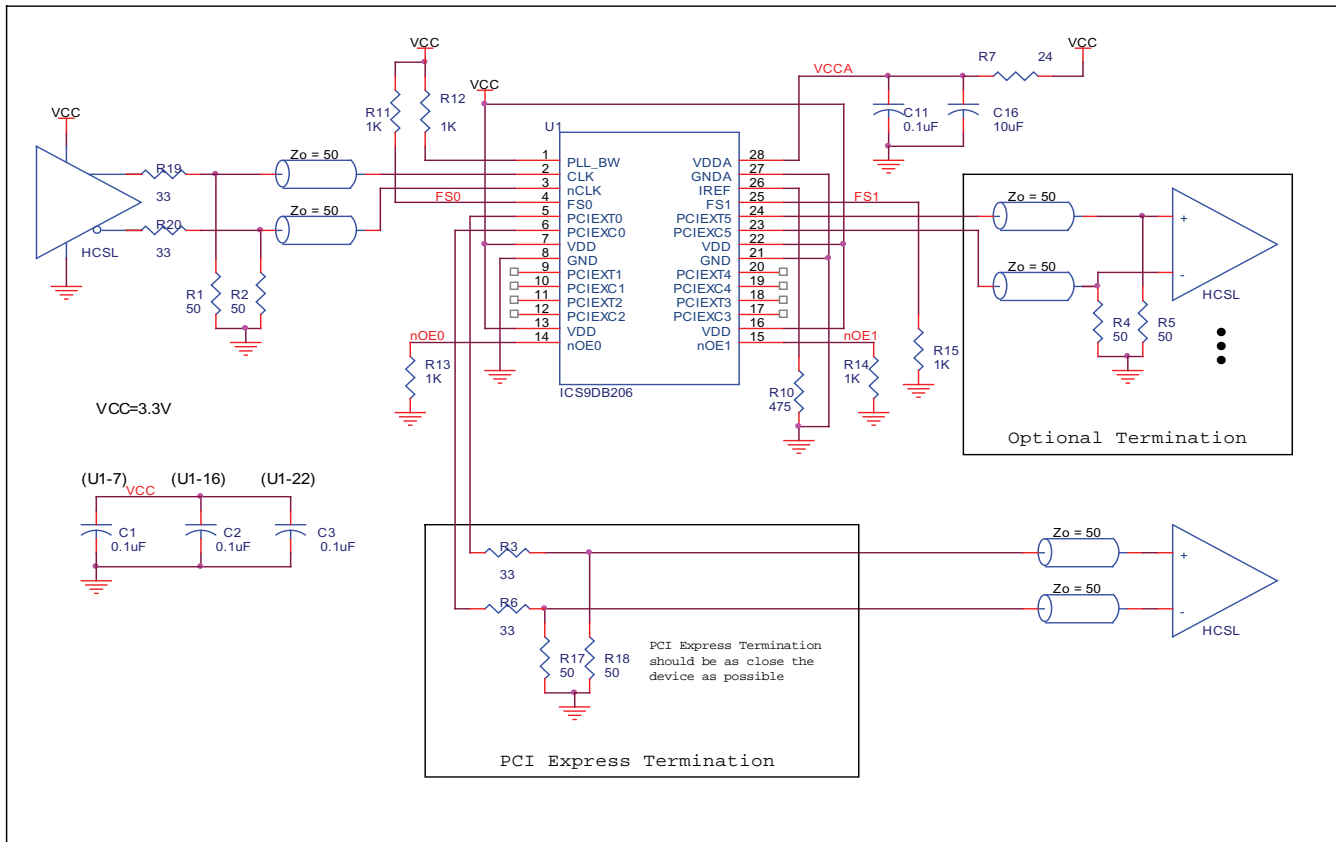 VCC
VCC
R7 24
VCC
VCCA
VCC
R11
1K
R12
1K
C11
0.1uF
C16
10uF
U1
R19
33
Zo = 50
R20
33
Zo = 50
HCSL
R1
50
R2
50
FS0
1 PLL_BW
2 CLK
3 nCLK
4 FS0
5 PCIEXT0
6 PCIEXC0
7 VDD
8 GND
9 PCIEXT1
10 PCIEXC1
11 PCIEXT2
12 PCIEXC2
13 VDD
14 nOE0
VDDA 28
GNDA 27
IREF 26
FS1 25
PCIEXT5 24
PCIEXC5 23
VDD 22
GND 21
PCIEXT4 20
PCIEXC4 19
PCIEXT3 18
PCIEXC3 17
VDD 16
nOE1 15
ICS9DB206
FS1
nOE0
nOE1
R13
1K
R10
475
R14
1K
R15
1K
Zo = 50
Zo = 50
+
-
HCSL
R4
50
R5
50
Optional Termination
VCC=3.3V
(U1-7) (U1-16) (U1-22)
VCC
C1
0.1uF
C2
0.1uF
C3
0.1uF
R3
33
R6
33
R17
50
R18
50
PCI Express Termination
should be as close the
device as possible
PCI Express Termination
Zo = 50
Zo = 50
+
-
HCSL